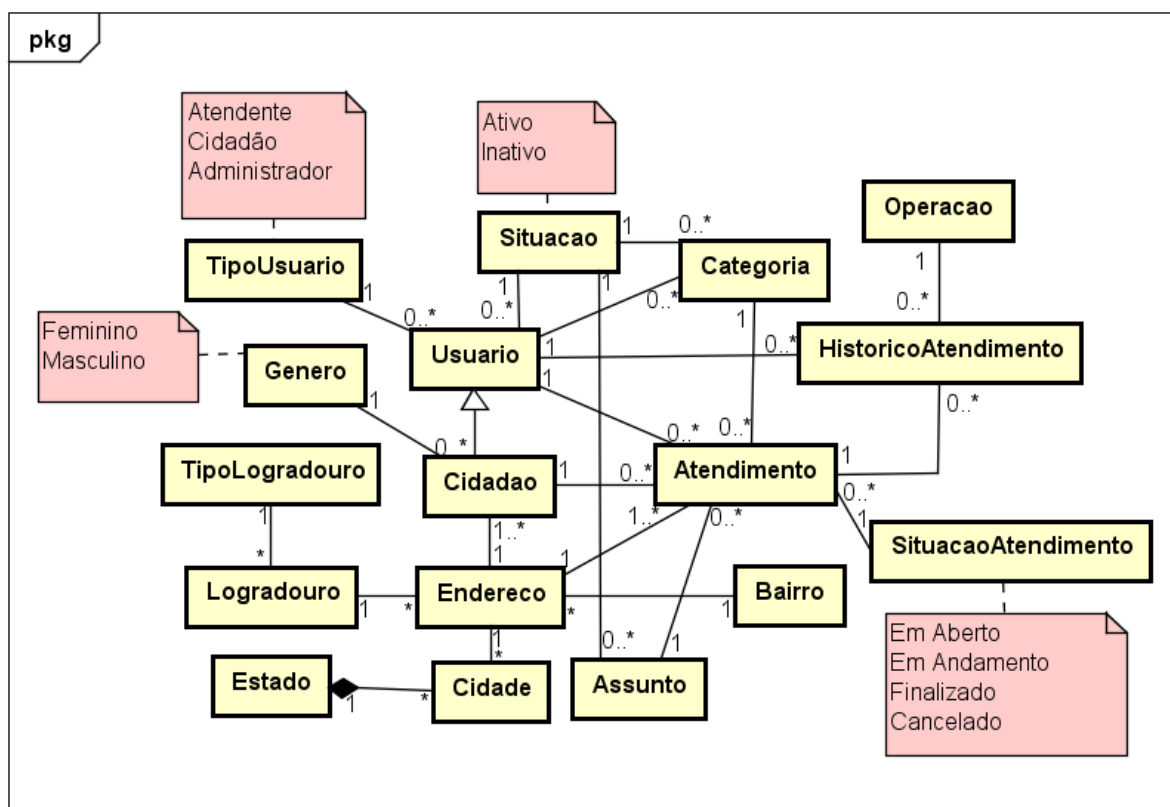 pkg
Atendente
Cidadão
Administrador
Ativo
Inativo
Operacao
Situacao
1
0..*
Categoria
TipoUsuario
1
1
1
1
0..*
0..*
0..*
0..*
1
0..*
Feminino
Masculino
Usuário
1
0..*
HistoricoAtendimento
Genero
1
1
0..*
0..*
0..*
0..*
TipoLogradouro
Cidadao
1
0..*
Atendimento
1
0..*
1
1..*
1..*
0..*
1
SituacaoAtendimento
*
1
1
Logradouro
1
*
Endereco
*
1
Bairro
1
*
0..*
1
Em Aberto
Em Andamento
Finalizado
Cancelado
Estado
1
*
Cidade
Assunto